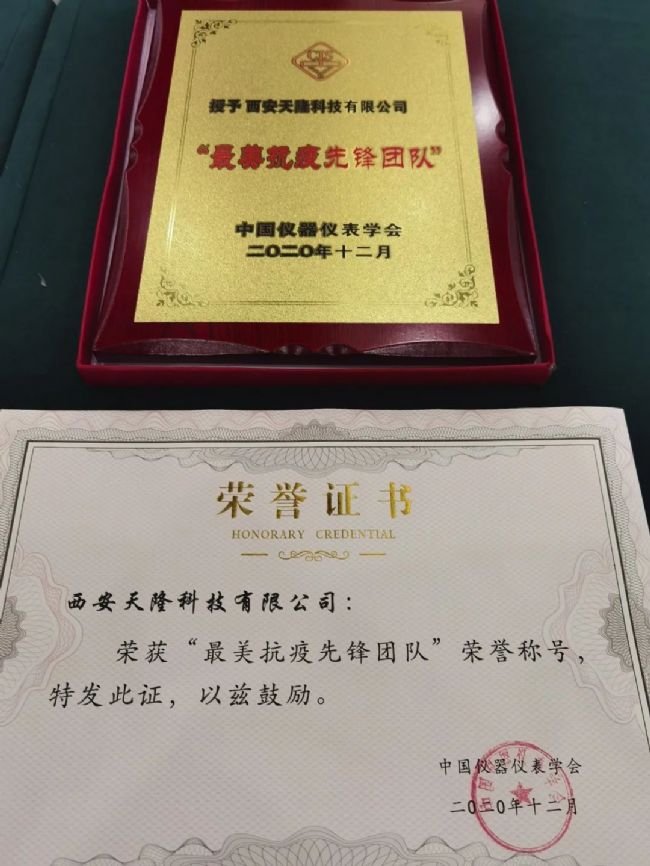 授予 西安天隆科技有限公司
“最美抗疫先锋团队”
中国仪器仪表学会
二〇二〇年十二月
荣誉证书
HONORARY CREDENTIAL
西安天隆科技有限公司：
荣获“最美抗疫先锋团队”荣誉称号，
特发此证，以兹鼓励。
中国仪器仪表学会
二〇二〇年十二月